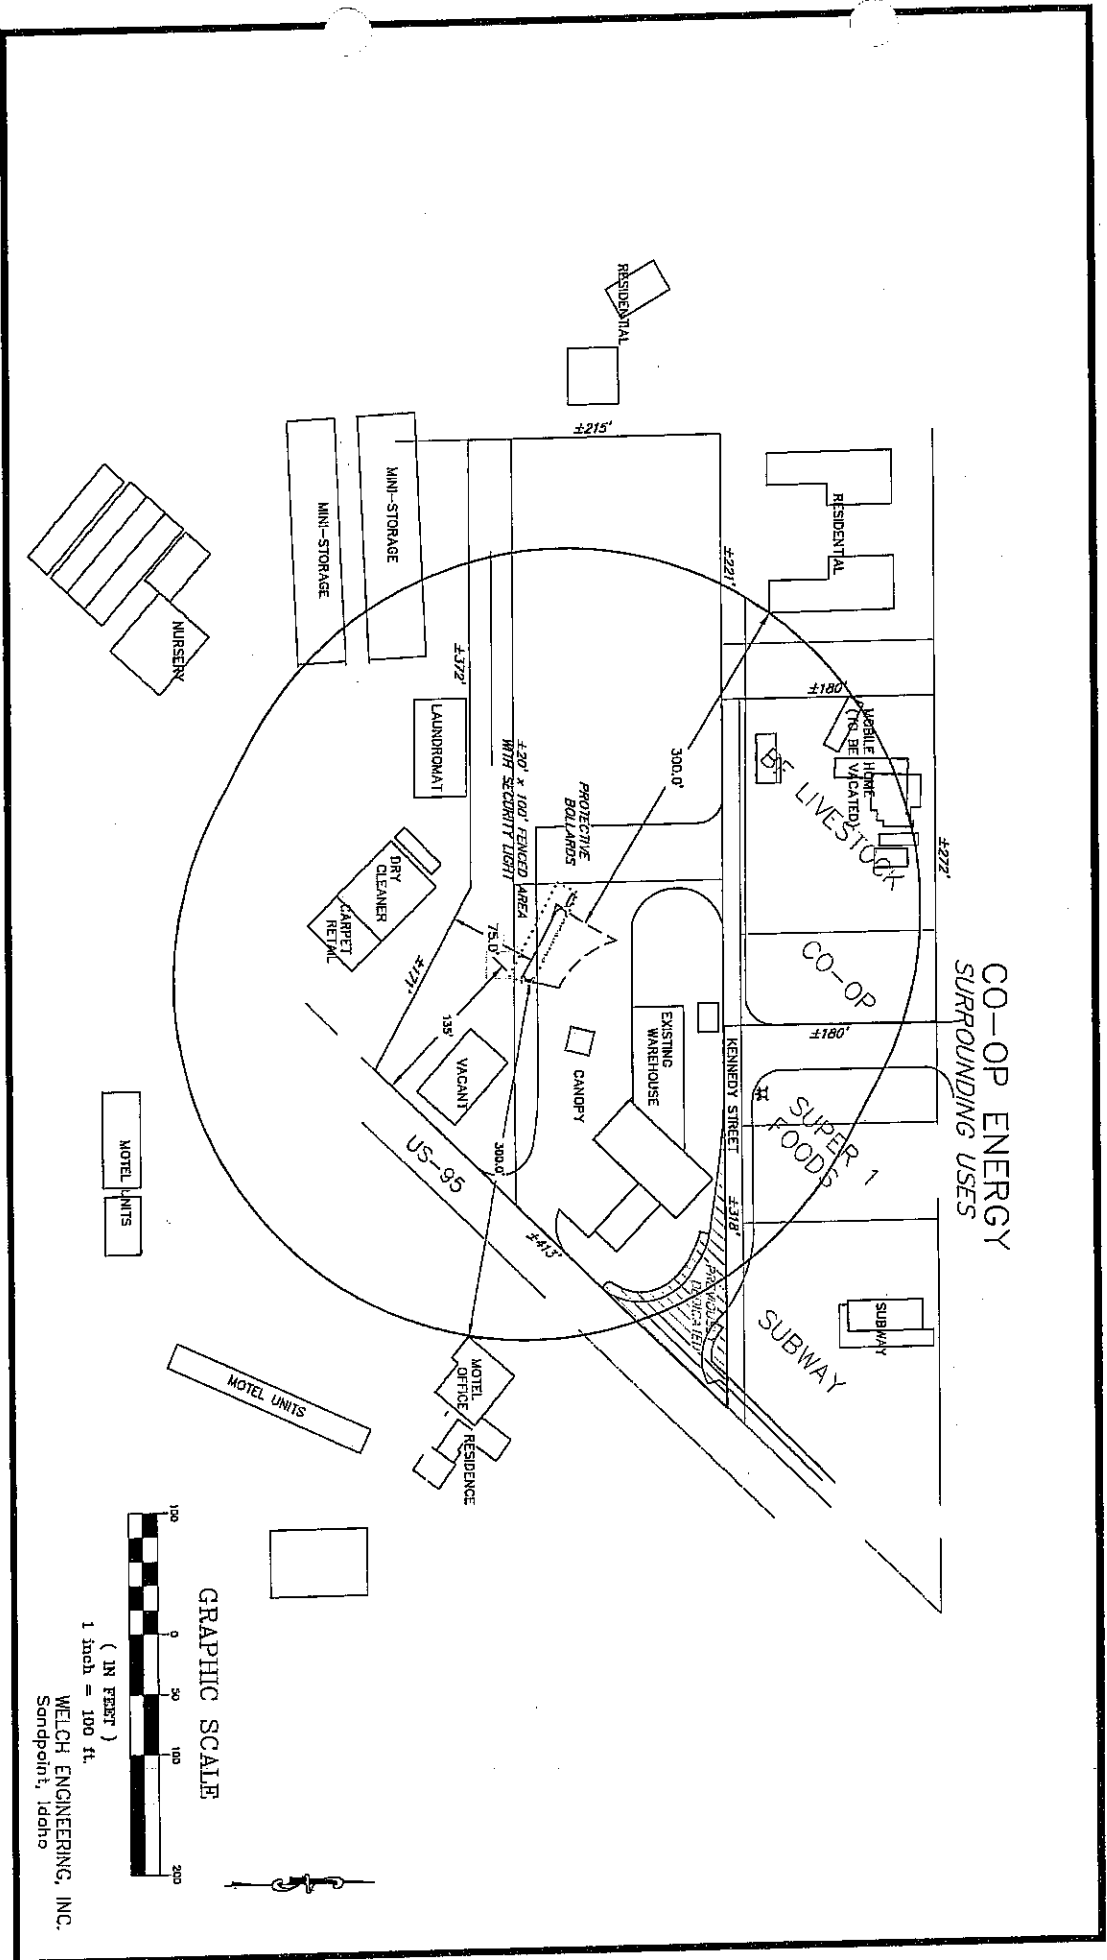 CO-OP ENERGY
SURROUNDING USES
±272'
RESIDENTIAL
±180'
MOBILE HOME
(TO BE VACATED)
BF LIVESTOCK
CO-OP
±180'
SUPER 1
FOODS
SUBWAY
SUBWAY
±221'
KENNEDY STREET
±318'
PREVIOUSLY
DEDICATED
RESIDENTIAL
±215'
300.0'
EXISTING
WAREHOUSE
PROTECTIVE
BOLLARDS
CANOPY
±20' x 100' FENCED AREA
WITH SECURITY LIGHT
±372'
75.0'
135'
300.0'
±413'
US-95
VACANT
±171'
LAUNDROMAT
DRY
CLEANER
CARPET
RETAIL
MINI-STORAGE
MINI-STORAGE
NURSERY
MOTEL
OFFICE
RESIDENCE
MOTEL UNITS
MOTEL UNITS
GRAPHIC SCALE
100 0 50 100 200
( IN FEET )
1 inch = 100 ft.
WELCH ENGINEERING, INC.
Sandpoint, Idaho